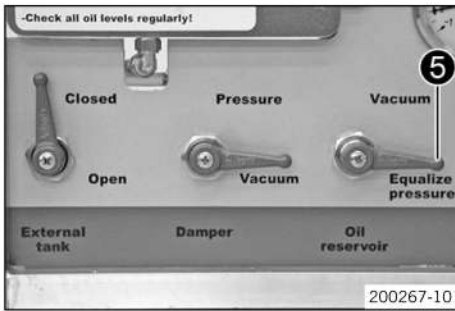 -Check all oil levels regularly!
5
Closed
Pressure
Vacuum
Open
Vacuum
Equalize
pressure
External
tank
Damper
Oil
reservoir
200267-10